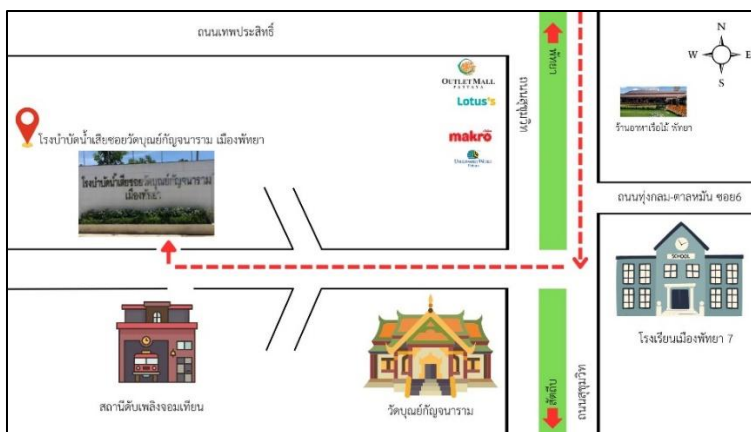 ถนนเทพประสิทธิ์
พัทยา
ถนนสุขุมวิท
N
W E
S
OUTLET MALL
PATTAYA
Lotus's
makro
ร้านอาหาเรือไม้ พัทยา
โรงบำบัดน้ำเสียซอยวัดบุณย์กัญจนาราม เมืองพัทยา
โรงบำบัดน้ำเสียซอยวัดบุณย์กัญจนาราม
เมืองพัทยา
ถนนทุ่งกลม-ตาลหมัน ซอย6
SCHOOL
โรงเรียนเมืองพัทยา 7
สถานีดับเพลิงจอมเทียน
วัดบุณย์กัญจนาราม
สัตหีบ
ถนนสุขุมวิท